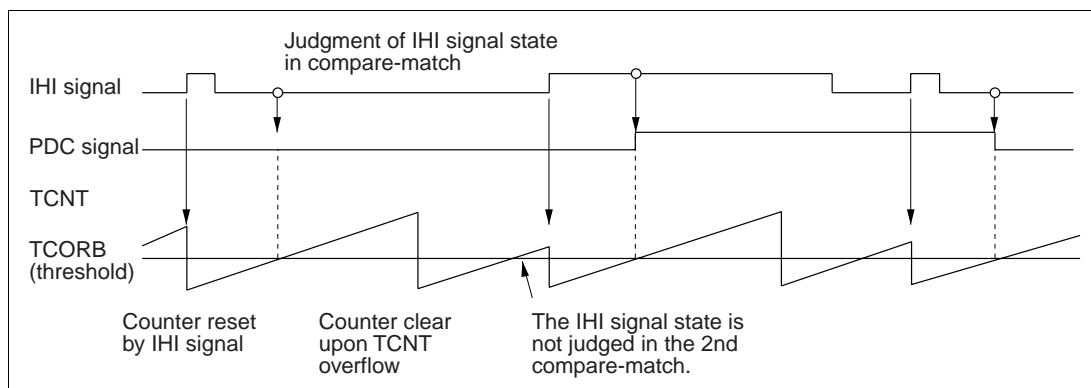 Judgment of IHI signal state
in compare-match
IHI signal
PDC signal
TCNT
TCORB
(threshold)
Counter reset
by IHI signal
Counter clear
upon TCNT
overflow
The IHI signal state is
not judged in the 2nd
compare-match.